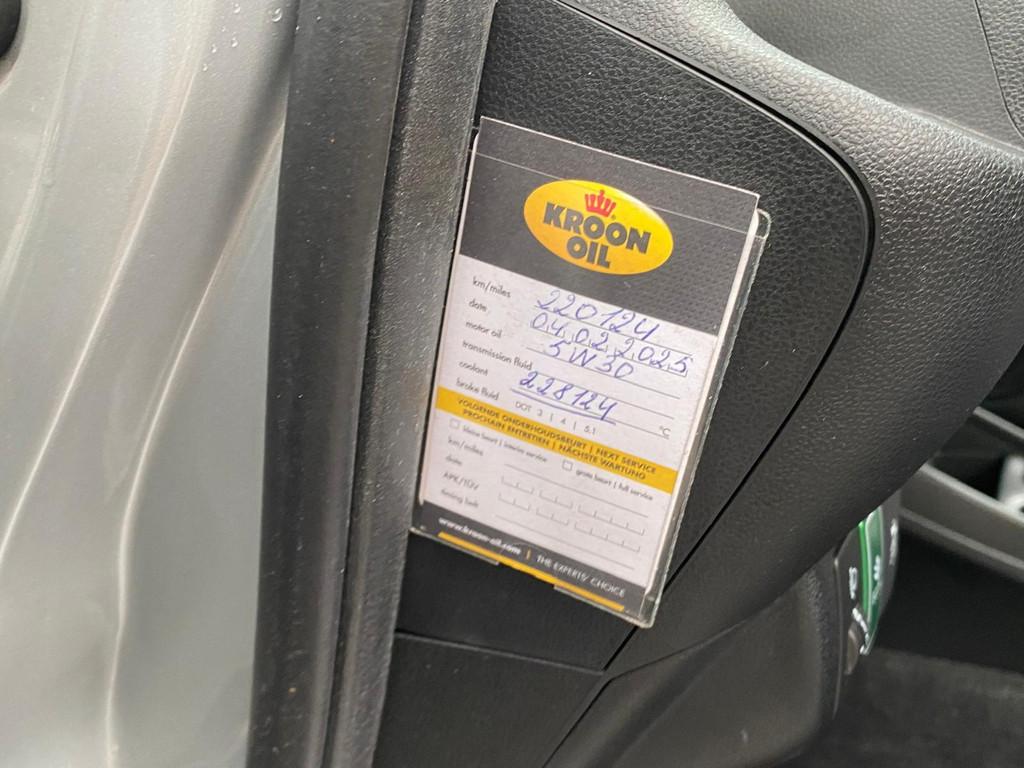 KROON
OIL
km/miles 220124
date 04.02.2025
motor oil 5W30
transmission fluid
coolant 228124 °C
brake fluid DOT 3 | 4 | 5.1
VOLGENDE ONDERHOUDSBEURT | NEXT SERVICE
PROCHAIN ENTRETIEN | NÄCHSTE WARTUNG
kleine beurt | interim service grote beurt | full service
km/miles
date
APK/TÜV
timing belt
www.kroon-oil.com | THE EXPERTS' CHOICE